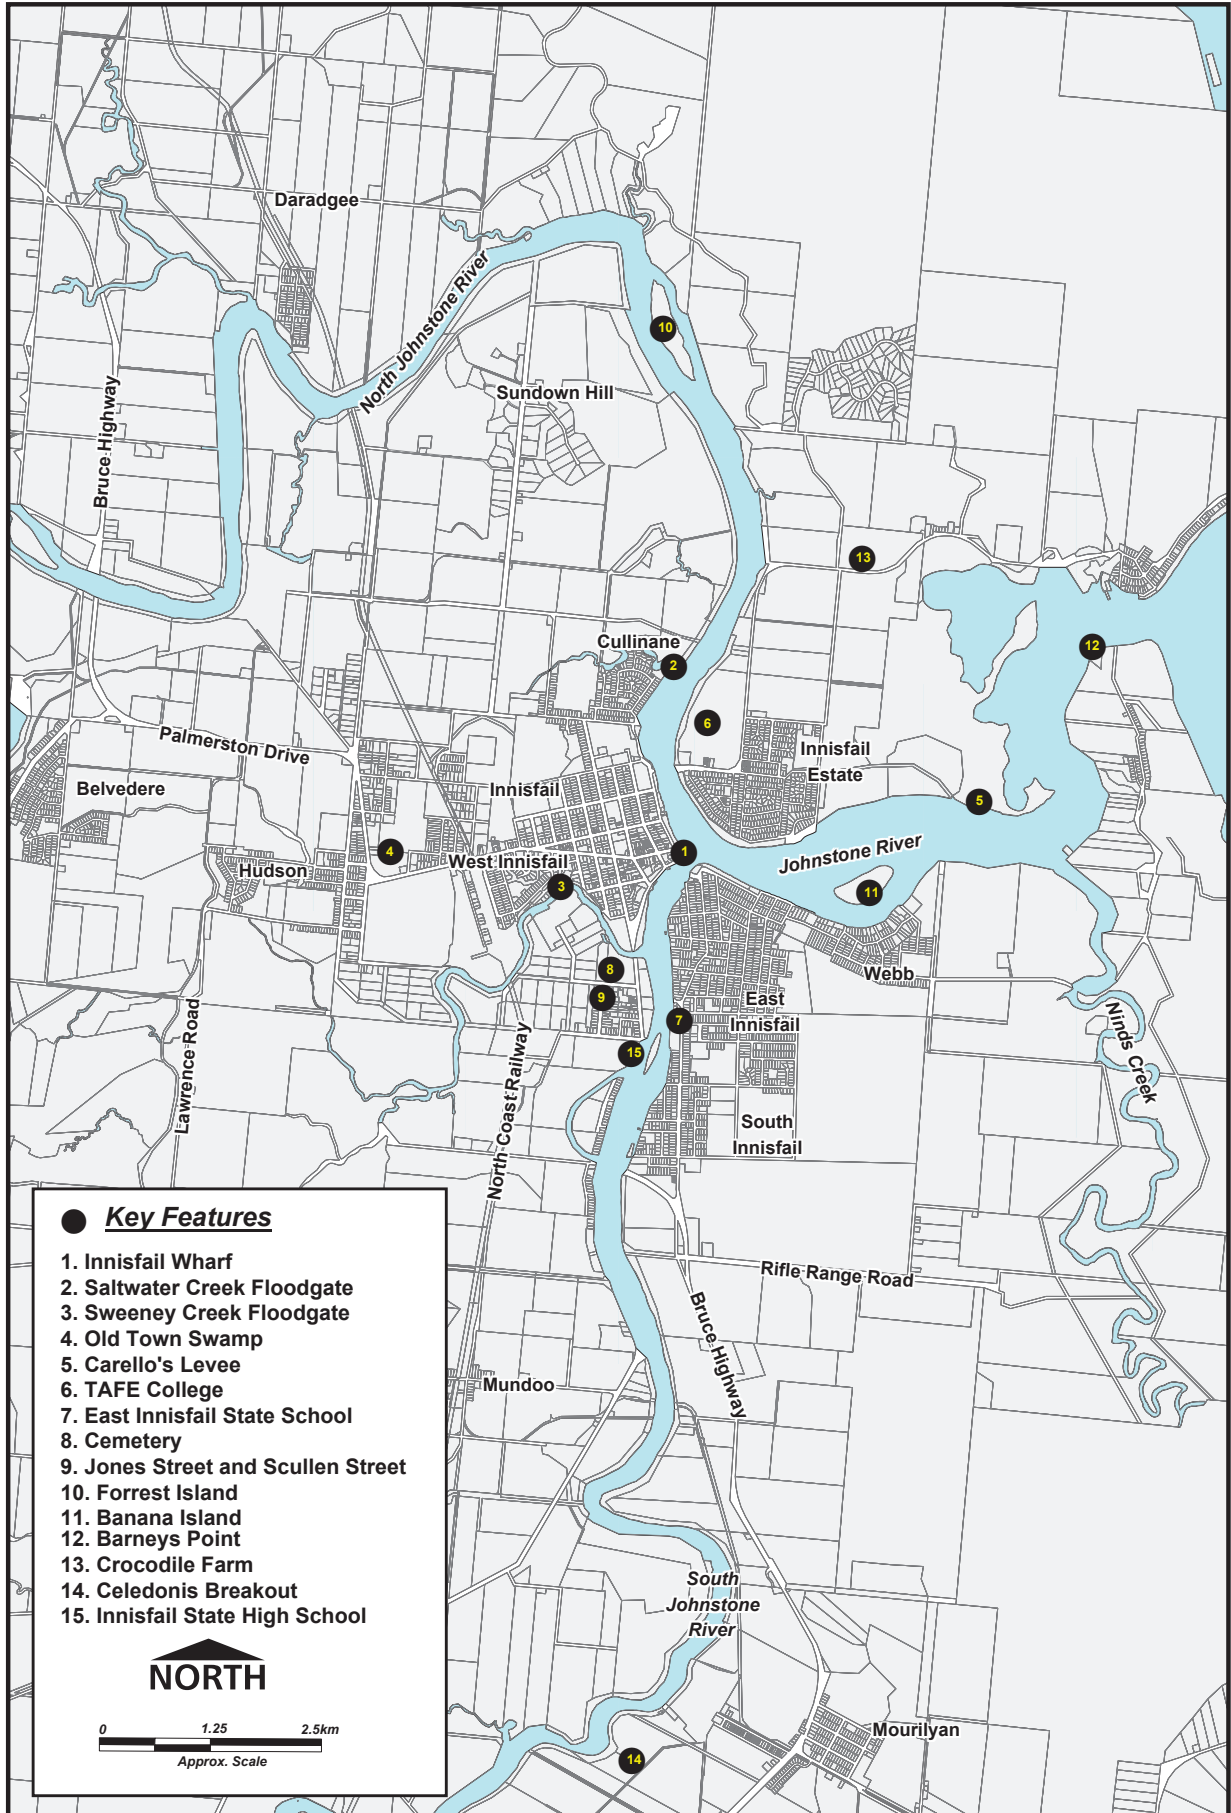 Daradgee
North Johnstone River
10
Sundown Hill
Bruce Highway
13
Cullinane
2
12
6
Palmerston Drive
Innisfail
Estate
Belvedere
Innisfail
5
4
West Innisfail
1
Johnstone River
Hudson
3
11
8
Webb
9
East
Innisfail
7
Ninds Creek
Lawrence Road
North Coast Railway
15
South
Innisfail
Key Features
1. Innisfail Wharf
2. Saltwater Creek Floodgate
3. Sweeney Creek Floodgate
4. Old Town Swamp
5. Carello's Levee
6. TAFE College
7. East Innisfail State School
8. Cemetery
9. Jones Street and Scullen Street
10. Forrest Island
11. Banana Island
12. Barneys Point
13. Crocodile Farm
14. Celedonis Breakout
15. Innisfail State High School
NORTH
0 1.25 2.5km
Approx. Scale
Rifle Range Road
Bruce Highway
Mundoo
South
Johnstone
River
Mourilyan
14